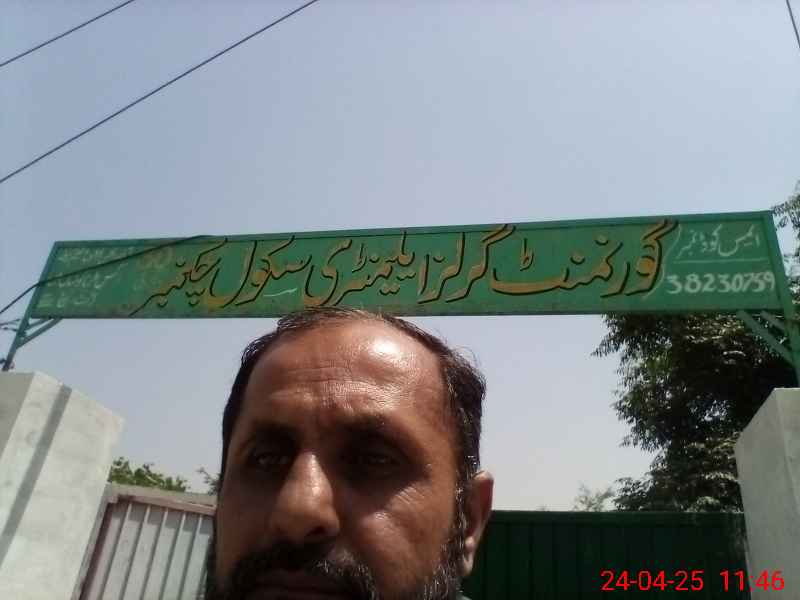 گورنمنٹ گرلز ایلیمنٹری سکول چکنمبر
ایمس کوڈ نمبر
38230759
24-04-25 11:46